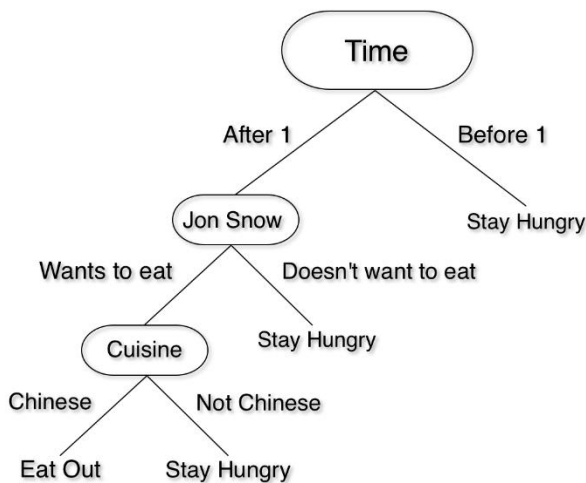 Time
After 1
Before 1
Jon Snow
Stay Hungry
Wants to eat
Doesn't want to eat
Cuisine
Stay Hungry
Chinese
Not Chinese
Eat Out
Stay Hungry